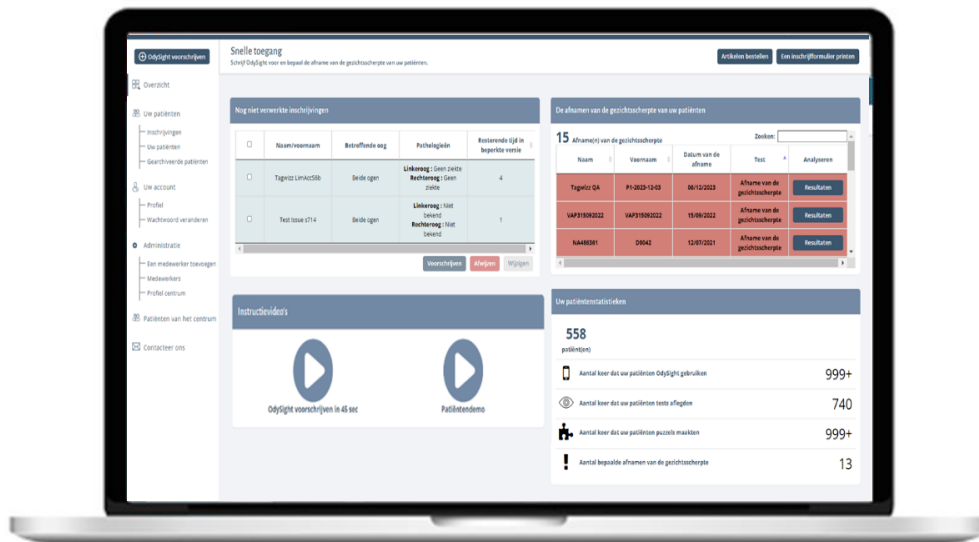 OdySight voorschrijven
Overzicht
Uw patiënten
Inschrijvingen
Uw patiënten
Gearchiveerde patiënten
Uw account
Profiel
Wachtwoord veranderen
Administratie
Een medewerker toevoegen
Medewerkers
Profiel centrum
Patiënten van het centrum
Contacteer ons
Snelle toegang
Schrijf OdySight voor en bepaal de afname van de gezichtsscherpte van uw patiënten.
Artikelen bestellen
Een inschrijfformulier printen
Nog niet verwerkte inschrijvingen
Naam/voornaam Betreffende oog Pathologieën Resterende tijd in
beperkte versie
Tagwizz LimAcc56b Beide ogen Linkeroog : Geen ziekte
Rechteroog : Geen
ziekte 4
Test Issue s714 Beide ogen Linkeroog : Niet
bekend
Rechteroog : Niet
bekend 1
Voorschrijven Afwijzen Wijzigen
De afnamen van de gezichtsscherpte van uw patiënten
15 Afname(n) van de gezichtsscherpte Zoeken:
Naam Voornaam Datum van de
afname Test Analyseren
Tagwizz QA P1-2023-12-03 06/12/2023 Afname van de
gezichtsscherpte Resultaten
VAP315092022 VAP315092022 15/09/2022 Afname van de
gezichtsscherpte Resultaten
NA486361 D8042 12/07/2021 Afname van de
gezichtsscherpte Resultaten
Instructievideo's
OdySight voorschrijven in 45 sec
Patiëntendemo
Uw patiëntenstatistieken
558
patiënt(en)
Aantal keer dat uw patiënten OdySight gebruiken 999+
Aantal keer dat uw patiënten tests aflegden 740
Aantal keer dat uw patiënten puzzels maakten 999+
Aantal bepaalde afnamen van de gezichtsscherpte 13